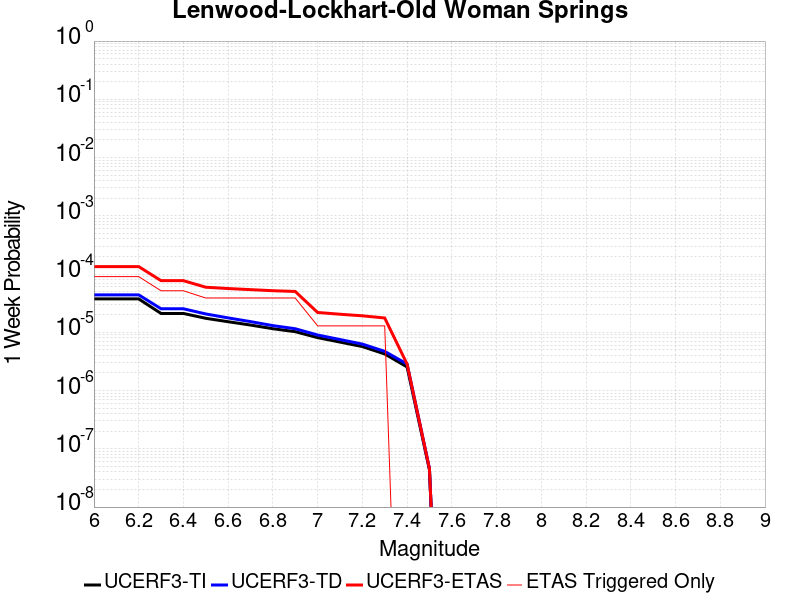 Lenwood-Lockhart-Old Woman Springs
1 Week Probability
10^0
10^-1
10^-2
10^-3
10^-4
10^-5
10^-6
10^-7
10^-8
6 6.2 6.4 6.6 6.8 7 7.2 7.4 7.6 7.8 8 8.2 8.4 8.6 8.8 9
Magnitude
UCERF3-TI UCERF3-TD UCERF3-ETAS ETAS Triggered Only